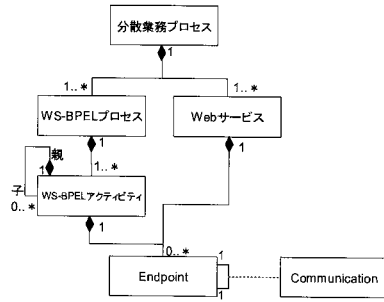 分散業務プロセス
1
1..* 1..*
WS-BPELプロセス Webサービス
1 1
親
1 1..*
子 WS-BPELアクティビティ
0..* 1
0..*
Endpoint 1
1
Communication